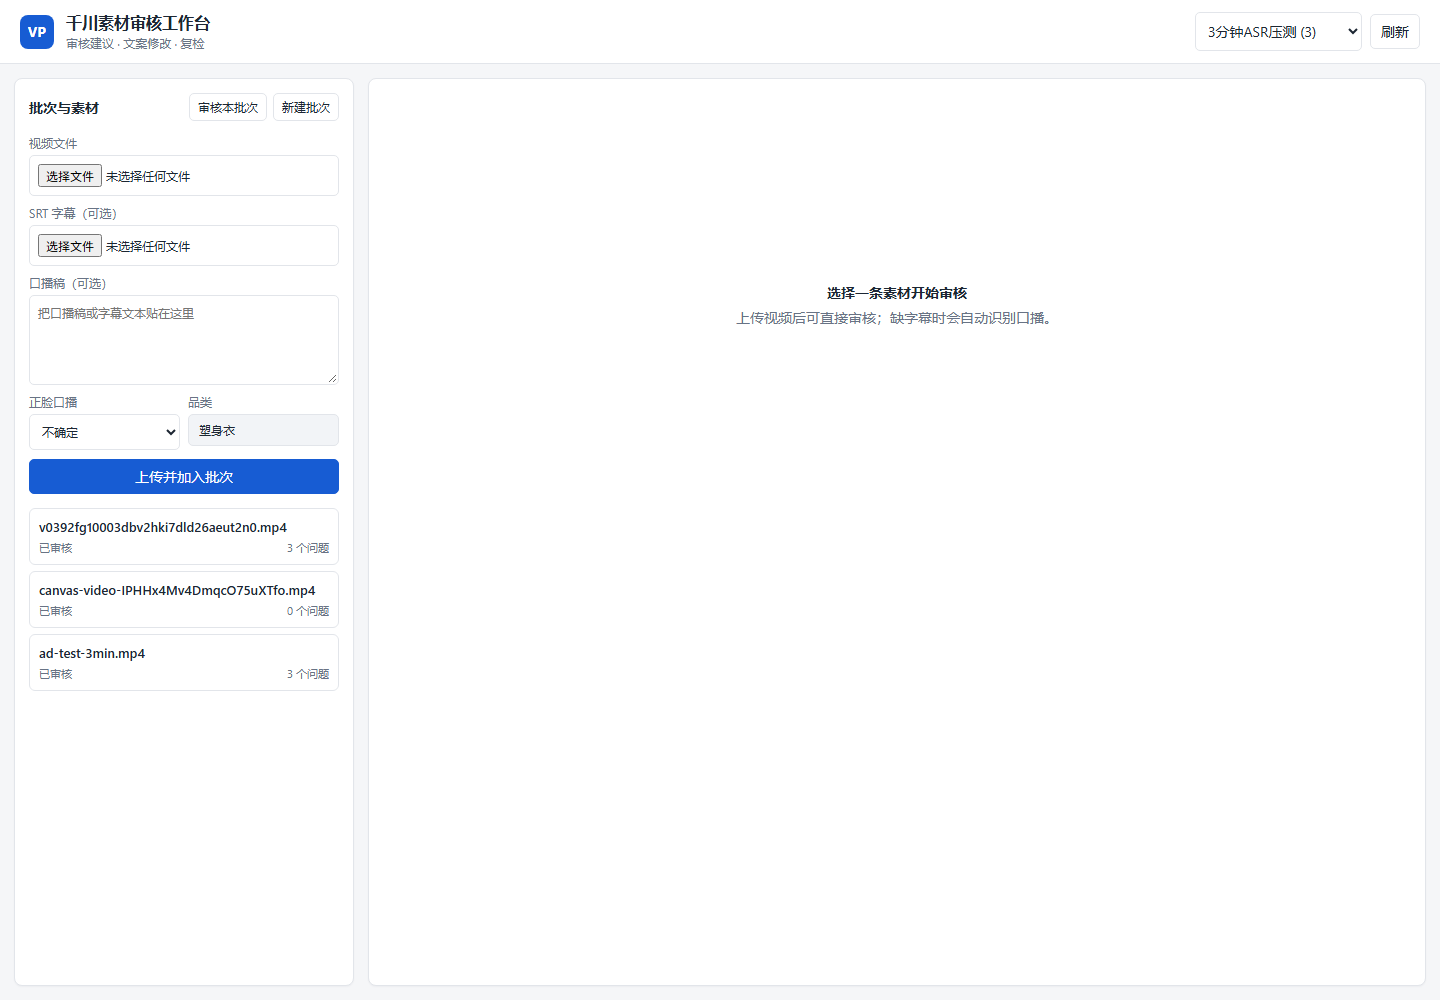 VP
千川素材审核工作台
审核建议 · 文案修改 · 复检
3分钟ASR压测 (3)
刷新
批次与素材
审核本批次
新建批次
视频文件
选择文件 未选择任何文件
SRT 字幕（可选）
选择文件 未选择任何文件
口播稿（可选）
把口播稿或字幕文本贴在这里
正脸口播
品类
不确定
塑身衣
上传并加入批次
v0392fg10003dbv2hki7dld26aeut2n0.mp4
已审核
3 个问题
canvas-video-IPHHx4Mv4DmqcO75uXTfo.mp4
已审核
0 个问题
ad-test-3min.mp4
已审核
3 个问题
选择一条素材开始审核
上传视频后可直接审核；缺字幕时会自动识别口播。